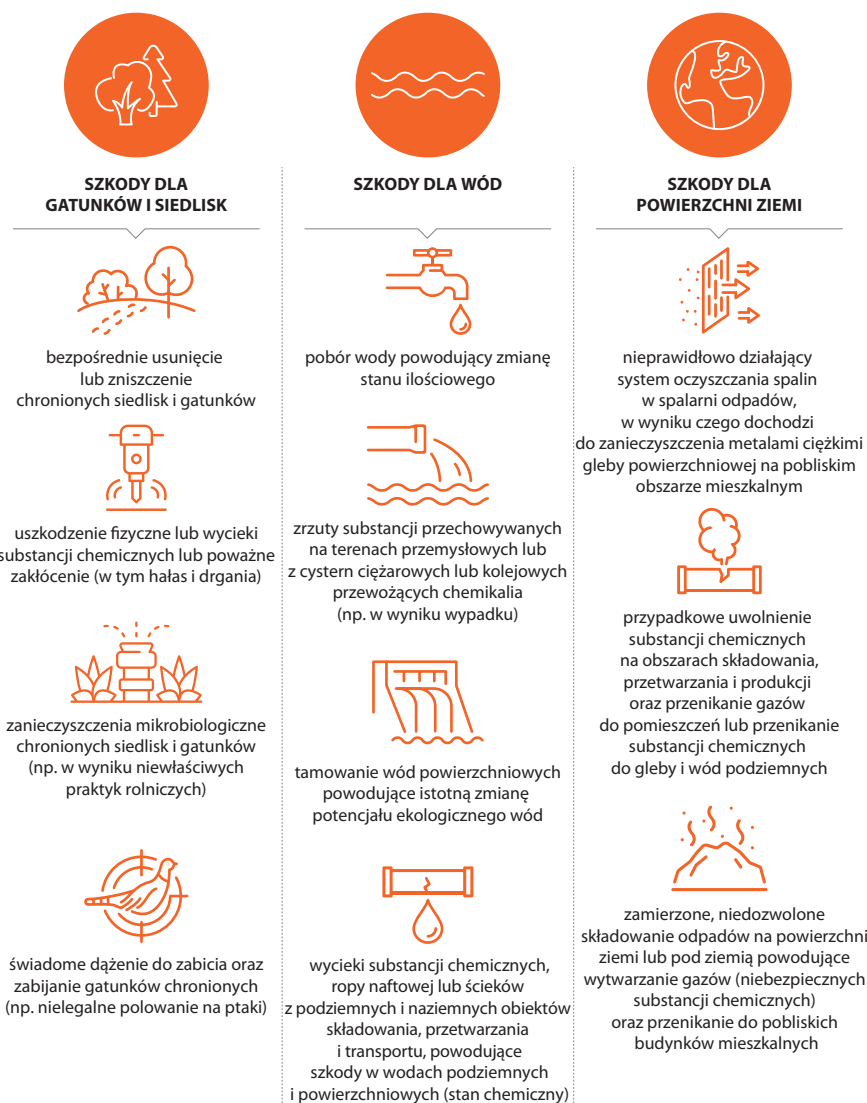 SZKODY DLA
GATUNKÓW I SIEDLISK
bezpośrednie usunięcie
lub zniszczenie
chronionych siedlisk i gatunków
uszkodzenie fizyczne lub wycieki
substancji chemicznych lub poważne
zakłócenie (w tym hałas i drgania)
zanieczyszczenia mikrobiologiczne
chronionych siedlisk i gatunków
(np. w wyniku niewłaściwych
praktyk rolniczych)
świadome dążenie do zabicia oraz
zabijanie gatunków chronionych
(np. nielegalne polowanie na ptaki)
SZKODY DLA WÓD
pobór wody powodujący zmianę
stanu ilościowego
zrzuty substancji przechowywanych
na terenach przemysłowych lub
z cystern ciężarowych lub kolejowych
przewożących chemikalia
(np. w wyniku wypadku)
tamowanie wód powierzchniowych
powodujące istotną zmianę
potencjału ekologicznego wód
wycieki substancji chemicznych,
ropy naftowej lub ścieków
z podziemnych i naziemnych obiektów
składowania, przetwarzania
i transportu, powodujące
szkody w wodach podziemnych
i powierzchniowych (stan chemiczny)
SZKODY DLA
POWIERZCHNI ZIEMI
nieprawidłowo działający
system oczyszczania spalin
w spalarni odpadów,
w wyniku czego dochodzi
do zanieczyszczenia metalami ciężkimi
gleby powierzchniowej na pobliskim
obszarze mieszkalnym
przypadkowe uwolnienie
substancji chemicznych
na obszarach składowania,
przetwarzania i produkcji
oraz przenikanie gazów
do pomieszczeń lub przenikanie
substancji chemicznych
do gleby i wód podziemnych
zamierzone, niedozwolone
składowanie odpadów na powierzchni
ziemi lub pod ziemią powodujące
wytwarzanie gazów (niebezpiecznych
substancji chemicznych)
oraz przenikanie do pobliskich
budynków mieszkalnych